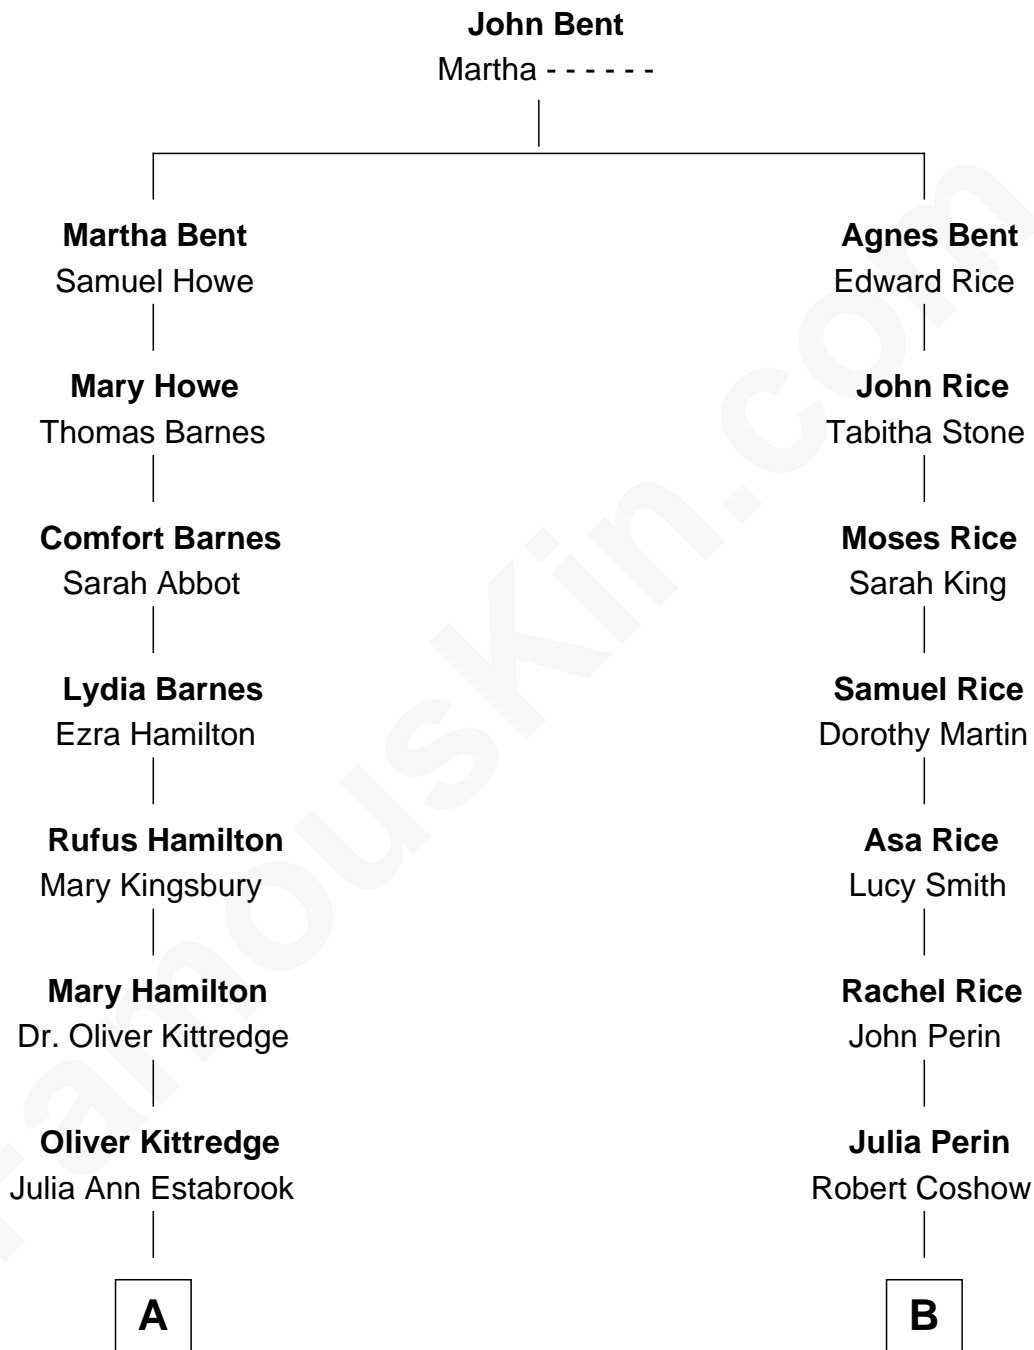 John Bent
Martha - - - - - -
Martha Bent
Samuel Howe
Agnes Bent
Edward Rice
Mary Howe
Thomas Barnes
John Rice
Tabitha Stone
Comfort Barnes
Sarah Abbot
Moses Rice
Sarah King
Lydia Barnes
Ezra Hamilton
Samuel Rice
Dorothy Martin
Rufus Hamilton
Mary Kingsbury
Asa Rice
Lucy Smith
Mary Hamilton
Dr. Oliver Kittredge
Rachel Rice
John Perin
Oliver Kittredge
Julia Ann Estabrook
Julia Perin
Robert Coshow
A
B
FamousKin.com